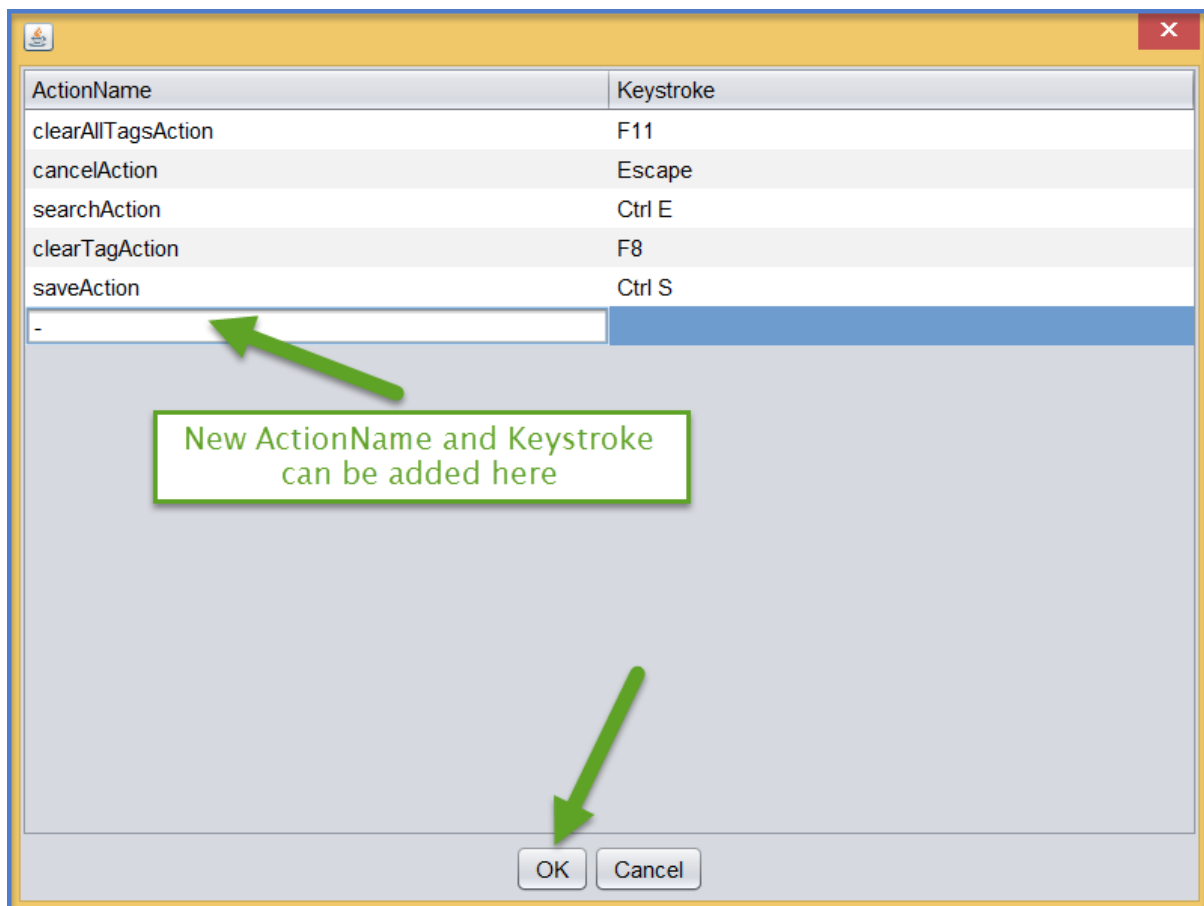 ActionName Keystroke
clearAllTagsAction F11
cancelAction Escape
searchAction Ctrl E
clearTagAction F8
saveAction Ctrl S
-
New ActionName and Keystroke
can be added here
OK Cancel